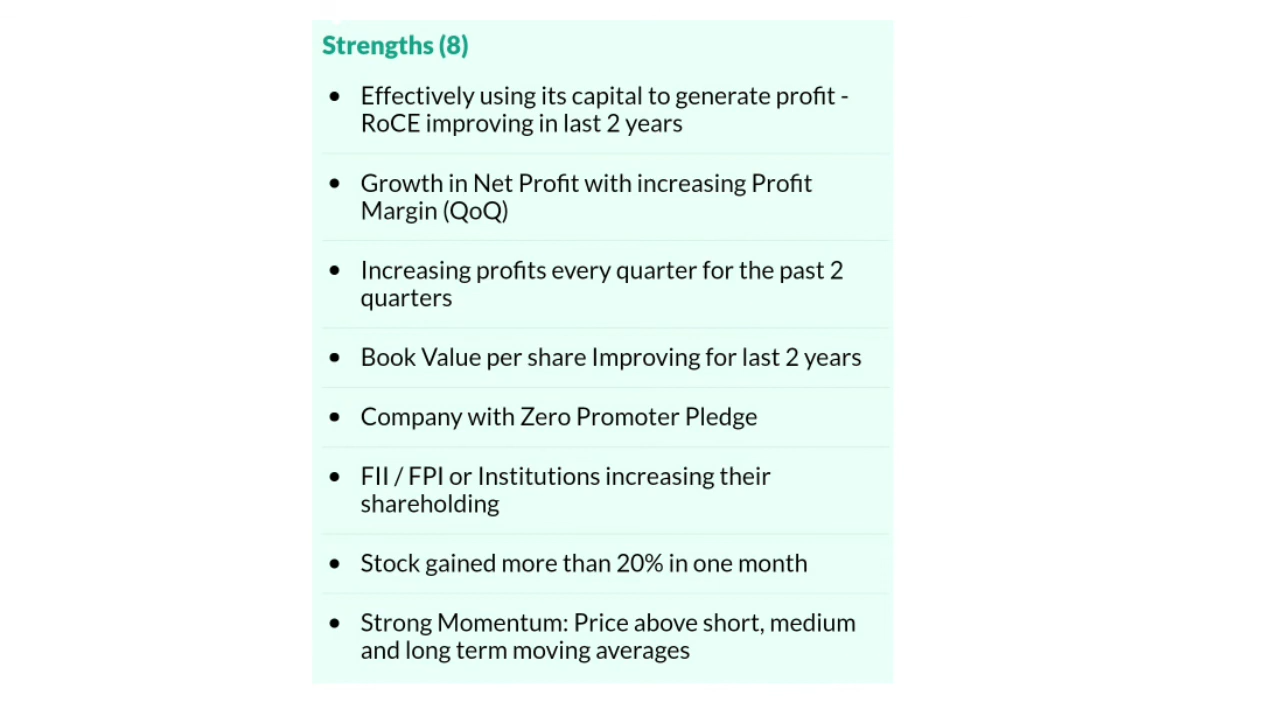 Strengths (8)
• Effectively using its capital to generate profit -
RoCE improving in last 2 years
• Growth in Net Profit with increasing Profit
Margin (QoQ)
• Increasing profits every quarter for the past 2
quarters
• Book Value per share Improving for last 2 years
• Company with Zero Promoter Pledge
• FII / FPI or Institutions increasing their
shareholding
• Stock gained more than 20% in one month
• Strong Momentum: Price above short, medium
and long term moving averages